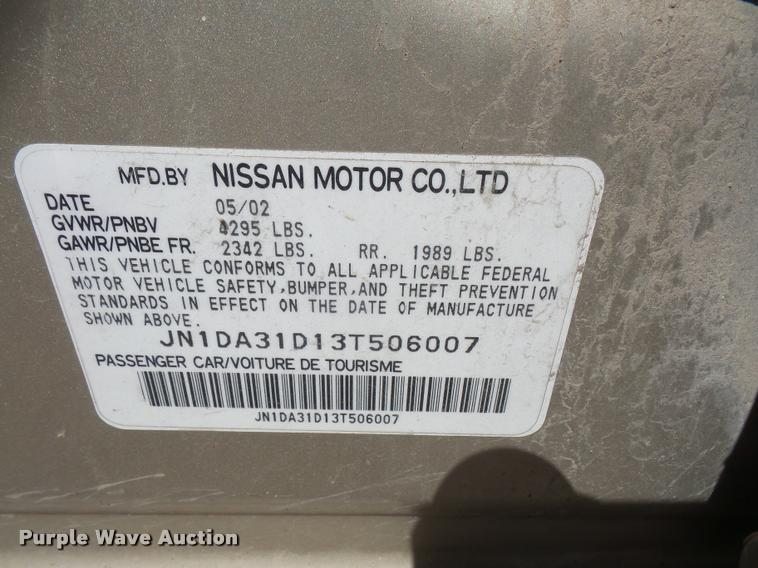 MFD.BY NISSAN MOTOR CO.,LTD
DATE 05/02
GVWR/PNBV 4295 LBS.
GAWR/PNBE FR. 2342 LBS. RR. 1989 LBS.
THIS VEHICLE CONFORMS TO ALL APPLICABLE FEDERAL
MOTOR VEHICLE SAFETY,BUMPER,AND THEFT PREVENTION
STANDARDS IN EFFECT ON THE DATE OF MANUFACTURE
SHOWN ABOVE.
JN1DA31D13T506007
PASSENGER CAR/VOITURE DE TOURISME
JN1DA31D13T506007
Purple Wave Auction